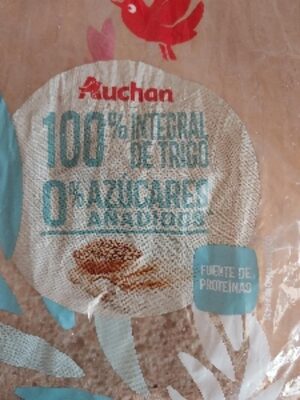 Auchan
100% INTEGRAL
DE TRIGO
0% AZÚCARES
AÑADIDOS
FUENTE DE
PROTEÍNAS